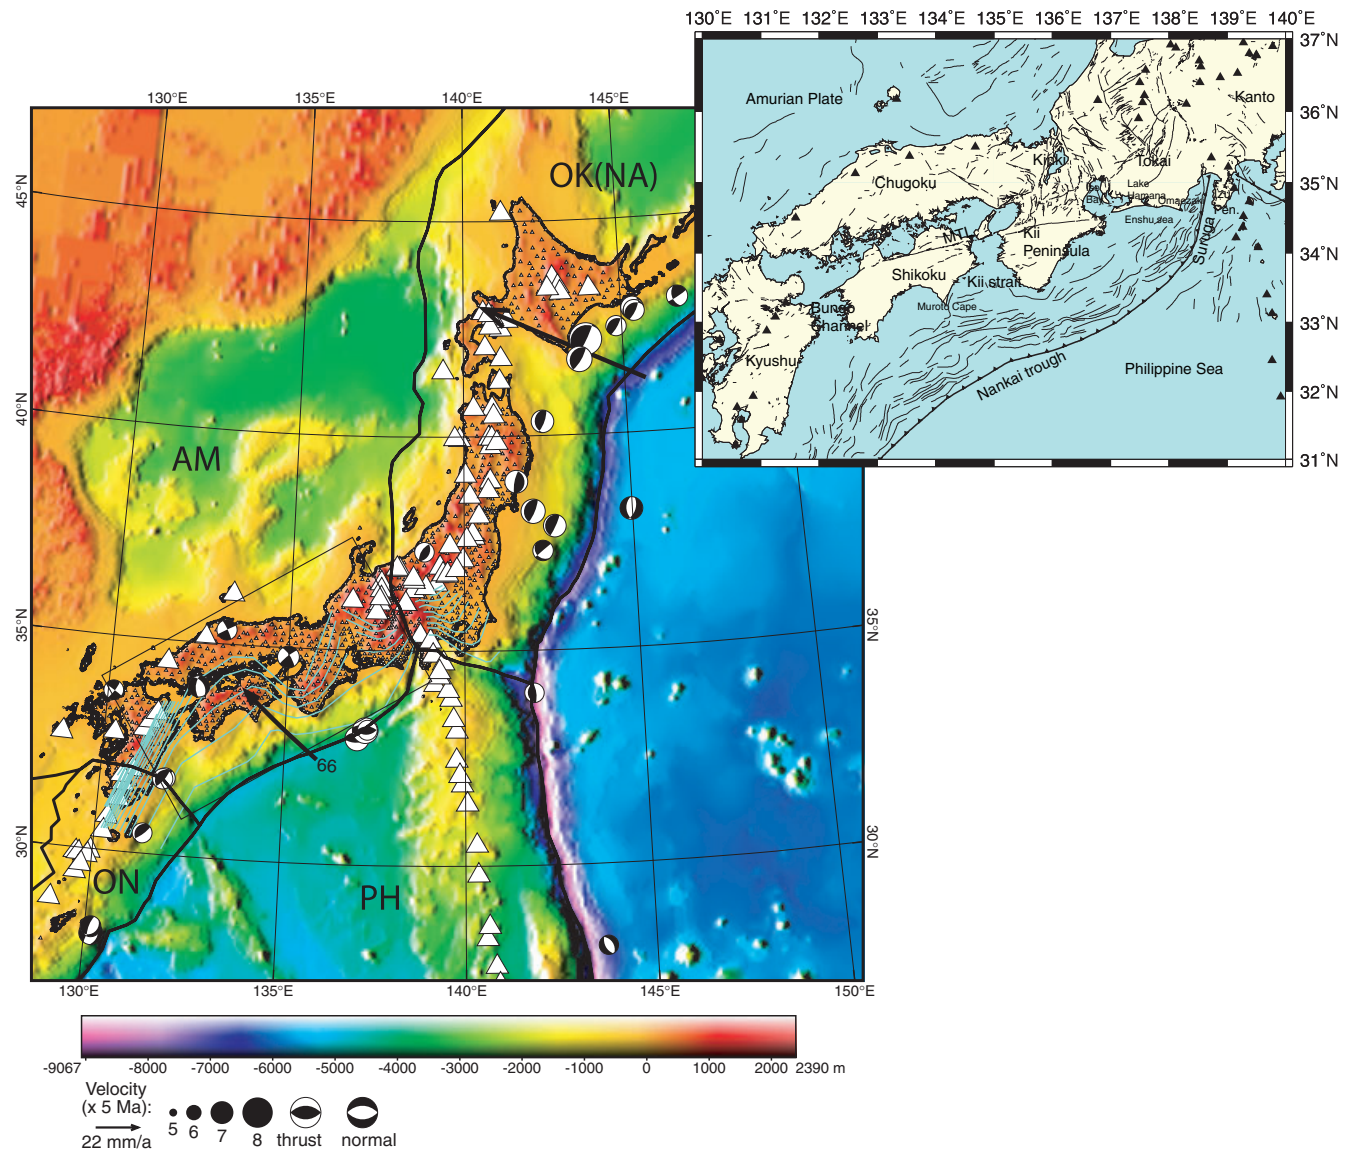 130°E 131°E 132°E 133°E 134°E 135°E 136°E 137°E 138°E 139°E 140°E
37°N
Amurian Plate
Kanto
36°N
Kinki
Tokai
Chugoku
35°N
Lake
Hamana
Bay
Omaezaki
Pen.
Enshu sea
Suruga
MTL
Kii
Peninsula
34°N
Shikoku
Kii strait
Muroto Cape
Bungo
Channel
33°N
Kyushu
Nankai trough
Philippine Sea
32°N
31°N
130°E 135°E 140°E 145°E
OK(NA)
45°N
40°N
AM
35°N
35°N
66
30°N
30°N
ON
PH
130°E 135°E 140°E 145°E 150°E
-9067 -8000 -7000 -6000 -5000 -4000 -3000 -2000 -1000 0 1000 2000 2390 m
Velocity
(x 5 Ma):
22 mm/a
5 6 7 8 thrust normal